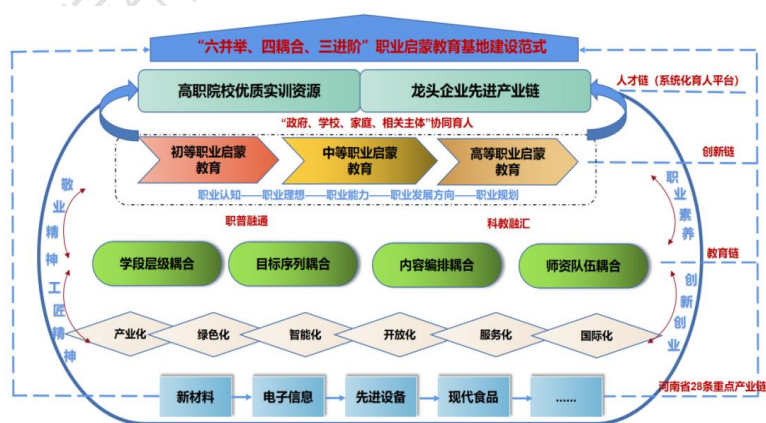 “六并举、四耦合、三进阶”职业启蒙教育基地建设范式
高职院校优质实训资源
龙头企业先进产业链
人才链（系统化育人平台）
“政府、学校、家庭、相关主体”协同育人
初等职业启蒙
教育
中等职业启蒙
教育
高等职业启蒙
教育
创新链
职业认知——职业理想——职业能力——职业发展方向——职业规划
敬业精神
职业素养
职普融通
科教融汇
教育链
学段层级耦合
目标序列耦合
内容编排耦合
师资队伍耦合
工匠精神
创新创业
产业化
绿色化
智能化
开放化
服务化
国际化
河南省28条重点产业链
新材料
电子信息
先进设备
现代食品
......